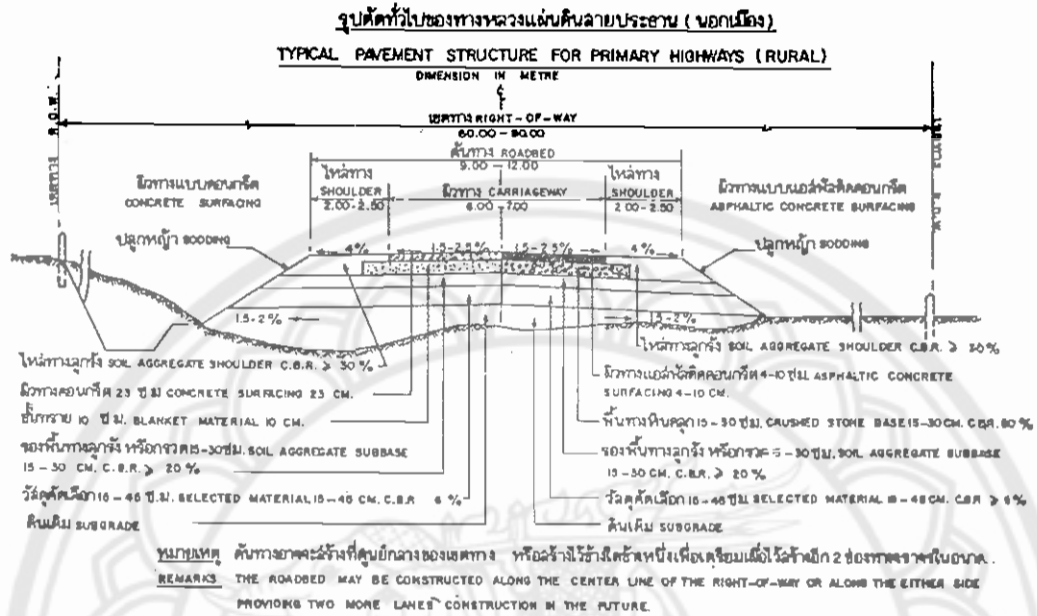 รูปตัดทั่วไปของทางหลวงแผ่นดินสายประธาน ( นอกเมือง)
TYPICAL PAVEMENT STRUCTURE FOR PRIMARY HIGHWAYS (RURAL)
DIMENSION IN METRE
เขตทาง RIGHT-OF-WAY
60.00 - 80.00
เขตทาง R.O.W.
เขตทาง R.O.W.
คันทาง ROADBED
9.00 - 12.00
ไหล่ทาง SHOULDER 2.00-2.50
ผิวทาง CARRIAGEWAY 6.00-7.00
ไหล่ทาง SHOULDER 2.00-2.50
ผิวทางแบบคอนกรีต
CONCRETE SURFACING
ผิวทางแบบแอสฟัลติคคอนกรีต
ASPHALTIC CONCRETE SURFACING
ปลูกหญ้า SODDING
ปลูกหญ้า SODDING
4% 1.5-2.5% 1.5-2.5% 4%
1.5-2% 1.5-2%
ไหล่ทางลูกรัง SOIL AGGREGATE SHOULDER C.B.R. ⩾ 30%
ผิวทางคอนกรีต 23 ซ.ม. CONCRETE SURFACING 23 CM.
ชั้นทราย 10 ซ.ม. BLANKET MATERIAL 10 CM.
รองพื้นทางลูกรัง หรือกรวด 15-30 ซ.ม. SOIL AGGREGATE SUBBASE
15-30 CM. C.B.R. ⩾ 20%
วัสดุคัดเลือก 15-45 ซ.ม. SELECTED MATERIAL 15-45 CM. C.B.R 6%
ดินเดิม SUBGRADE
ไหล่ทางลูกรัง SOIL AGGREGATE SHOULDER C.B.R. ⩾ 30%
ผิวทางแอสฟัลติคคอนกรีต 4-10 ซ.ม. ASPHALTIC CONCRETE
SURFACING 4-10 CM.
พื้นทางหินคลุก 15-30 ซ.ม. CRUSHED STONE BASE 15-30 CM. C.B.R. 80%
รองพื้นทางลูกรัง หรือกรวด 15-30 ซ.ม. SOIL AGGREGATE SUBBASE
15-30 CM. C.B.R. ⩾ 20%
วัสดุคัดเลือก 15-45 ซ.ม. SELECTED MATERIAL 15-45 CM. C.B.R ⩾ 6%
ดินเดิม SUBGRADE
หมายเหตุ คันทางอาจจะสร้างที่ศูนย์กลางของเขตทาง หรือสร้างไว้ข้างใดข้างหนึ่งเพื่อเตรียมเผื่อไว้สร้างอีก 2 ช่องทางจราจรในอนาคต.
REMARKS THE ROADBED MAY BE CONSTRUCTED ALONG THE CENTER LINE OF THE RIGHT-OF-WAY OR ALONG THE EITHER SIDE
PROVIDING TWO MORE LANES CONSTRUCTION IN THE FUTURE.